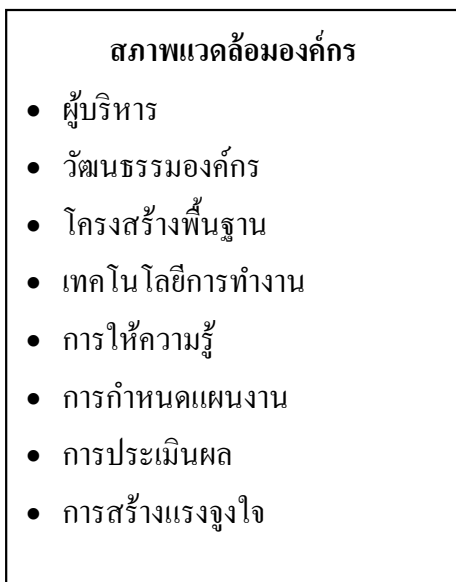 สภาพแวดล้อมองค์กร
• ผู้บริหาร
• วัฒนธรรมองค์กร
• โครงสร้างพื้นฐาน
• เทคโนโลยีการทำงาน
• การให้ความรู้
• การกำหนดแผนงาน
• การประเมินผล
• การสร้างแรงจูงใจ